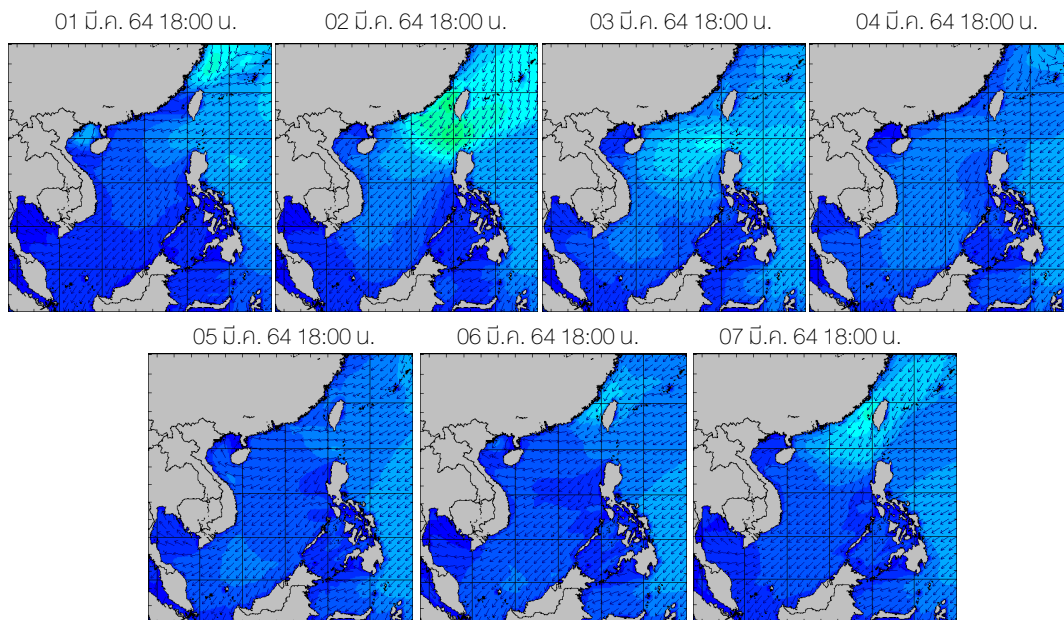 01 มี.ค. 64 18:00 น.
02 มี.ค. 64 18:00 น.
03 มี.ค. 64 18:00 น.
04 มี.ค. 64 18:00 น.
05 มี.ค. 64 18:00 น.
06 มี.ค. 64 18:00 น.
07 มี.ค. 64 18:00 น.